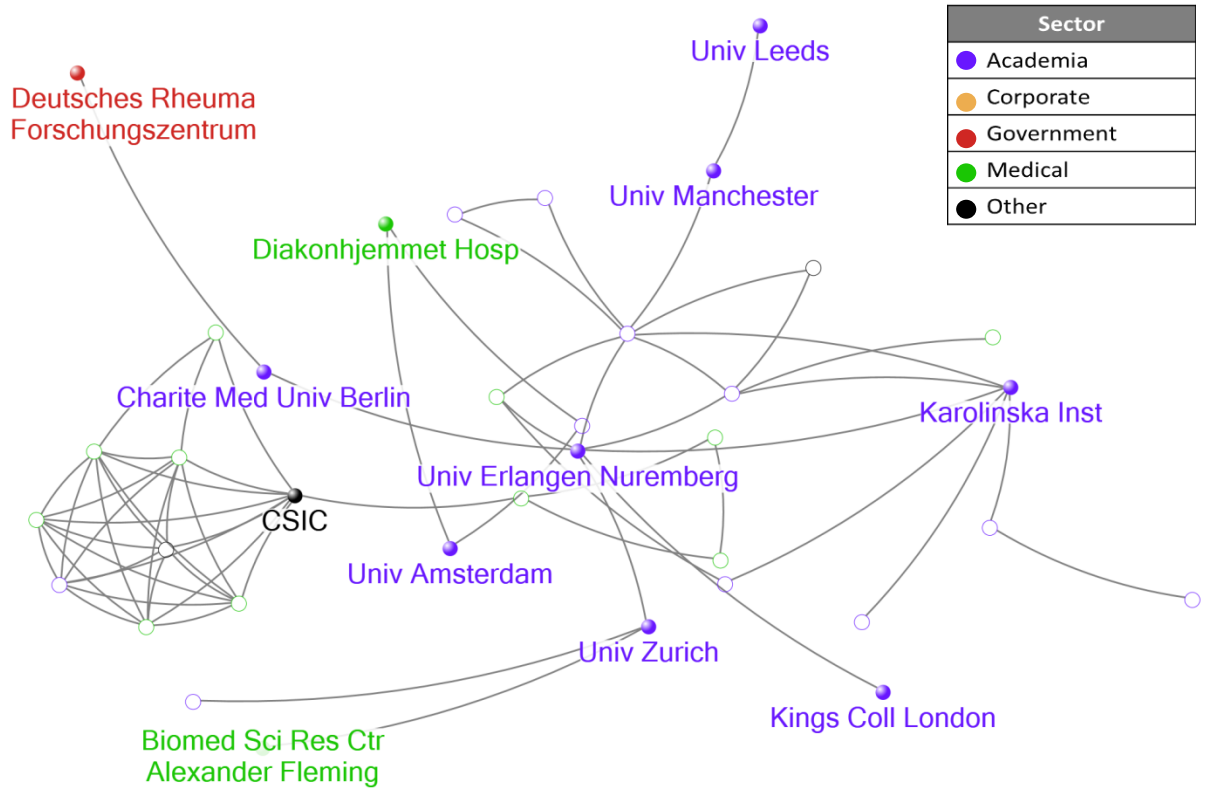 Univ Leeds
Sector
Academia
Corporate
Government
Medical
Other
Deutsches Rheuma
Forschungszentrum
Univ Manchester
Diakonhjemmet Hosp
Charite Med Univ Berlin
Karolinska Inst
Univ Erlangen Nuremberg
CSIC
Univ Amsterdam
Univ Zurich
Kings Coll London
Biomed Sci Res Ctr
Alexander Fleming